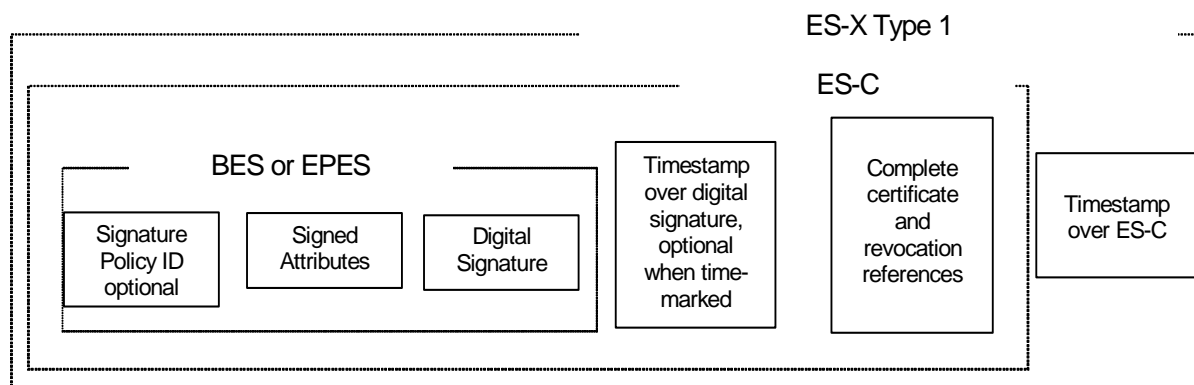 ES-X Type 1
ES-C
BES or EPES
Signature
Policy ID
optional
Signed
Attributes
Digital
Signature
Timestamp
over digital
signature,
optional
when time-
marked
Complete
certificate
and
revocation
references
Timestamp
over ES-C